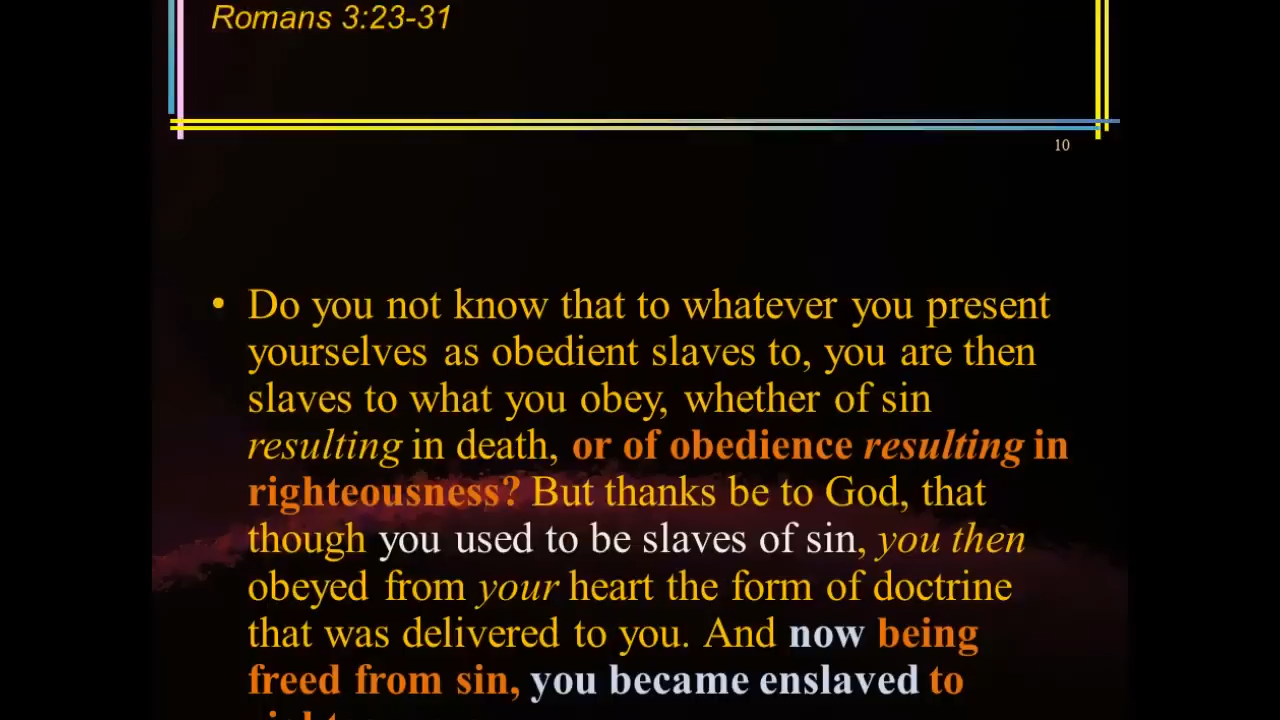 Romans 3:23-31
10
• Do you not know that to whatever you present
yourselves as obedient slaves to, you are then
slaves to what you obey, whether of sin
resulting in death, or of obedience resulting in
righteousness? But thanks be to God, that
though you used to be slaves of sin, you then
obeyed from your heart the form of doctrine
that was delivered to you. And now being
freed from sin, you became enslaved to